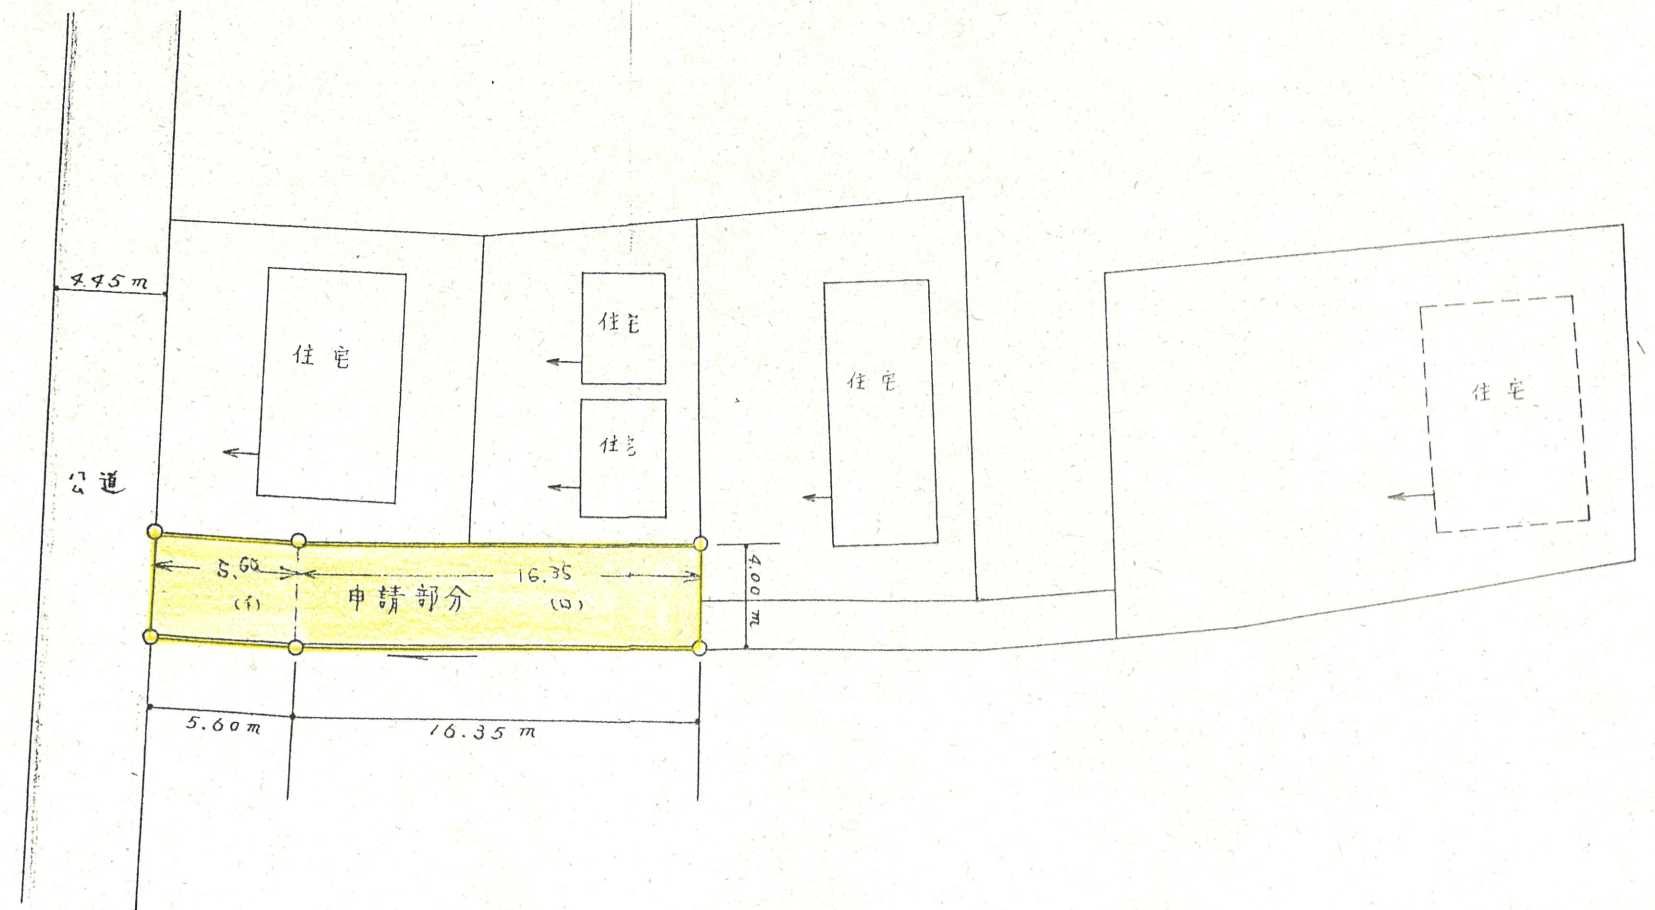 4.45m
住宅
住宅
住宅
住宅
住宅
公道
5.60
16.35
4.00m
(イ)
申請部分
(ロ)
5.60m
16.35m